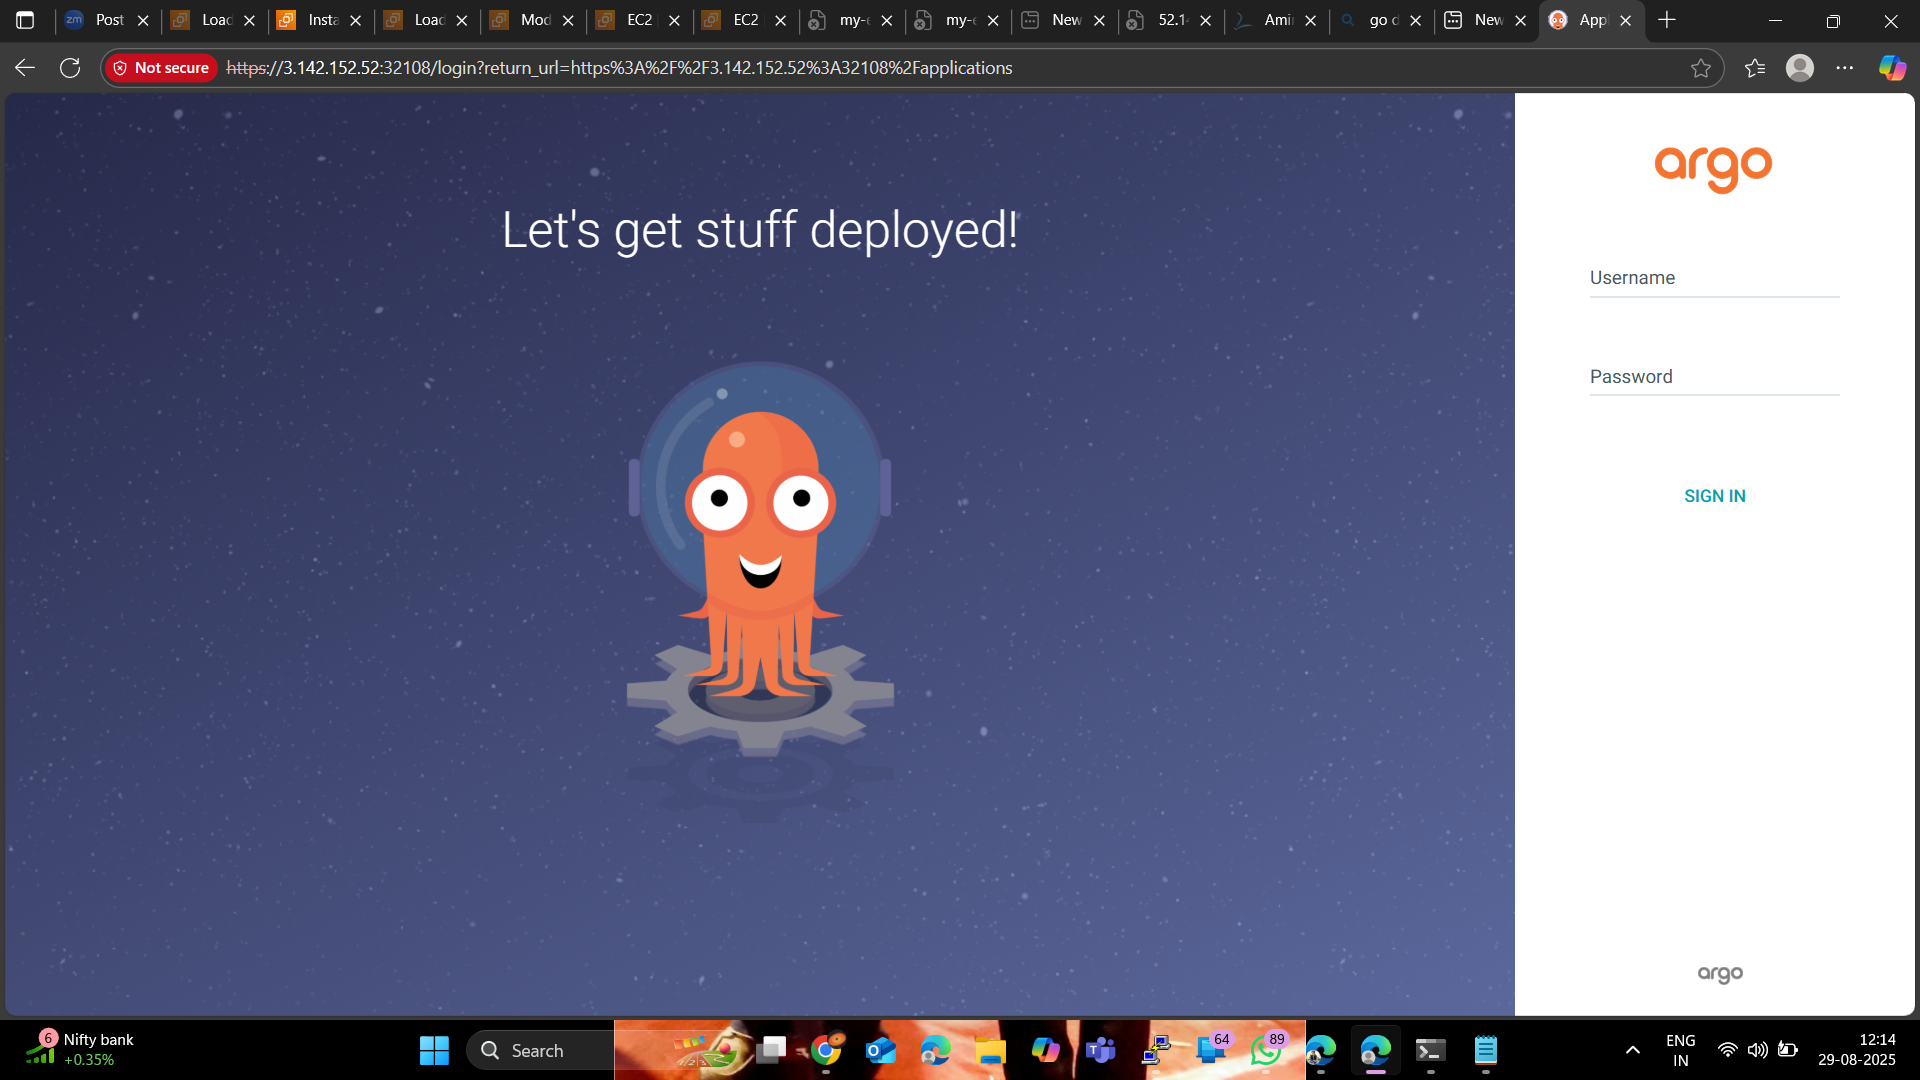 zm Post
Load
Insta
Load
Mod
EC2
EC2
my-e
my-e
New
52.1
Ami
go d
New
App
Not secure
https://3.142.152.52:32108/login?return_url=https%3A%2F%2F3.142.152.52%3A32108%2Fapplications
argo
Let's get stuff deployed!
Username
Password
SIGN IN
argo
6
Nifty bank
+0.35%
Search
64
89
ENG
IN
12:14
29-08-2025